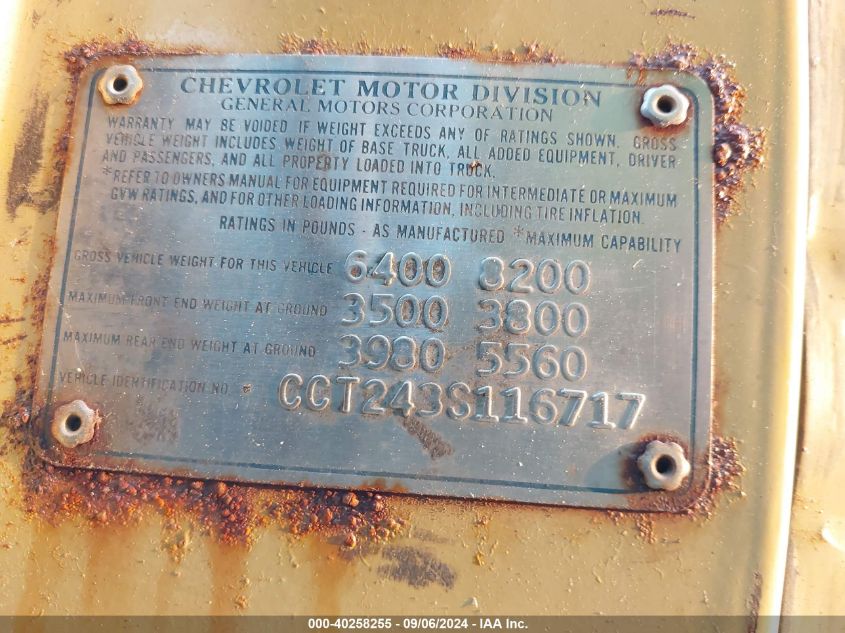 CHEVROLET MOTOR DIVISION
GENERAL MOTORS CORPORATION
WARRANTY MAY BE VOIDED IF WEIGHT EXCEEDS ANY OF RATINGS SHOWN. GROSS
VEHICLE WEIGHT INCLUDES WEIGHT OF BASE TRUCK, ALL ADDED EQUIPMENT, DRIVER
AND PASSENGERS, AND ALL PROPERTY LOADED INTO TRUCK.
*REFER TO OWNERS MANUAL FOR EQUIPMENT REQUIRED FOR INTERMEDIATE OR MAXIMUM
GVW RATINGS, AND FOR OTHER LOADING INFORMATION, INCLUDING TIRE INFLATION.
RATINGS IN POUNDS - AS MANUFACTURED *MAXIMUM CAPABILITY
GROSS VEHICLE WEIGHT FOR THIS VEHICLE 6400 8200
MAXIMUM FRONT END WEIGHT AT GROUND 3500 3800
MAXIMUM REAR END WEIGHT AT GROUND 3980 5560
VEHICLE IDENTIFICATION NO. * CCT243S116717
000-40258255 - 09/06/2024 - IAA Inc.